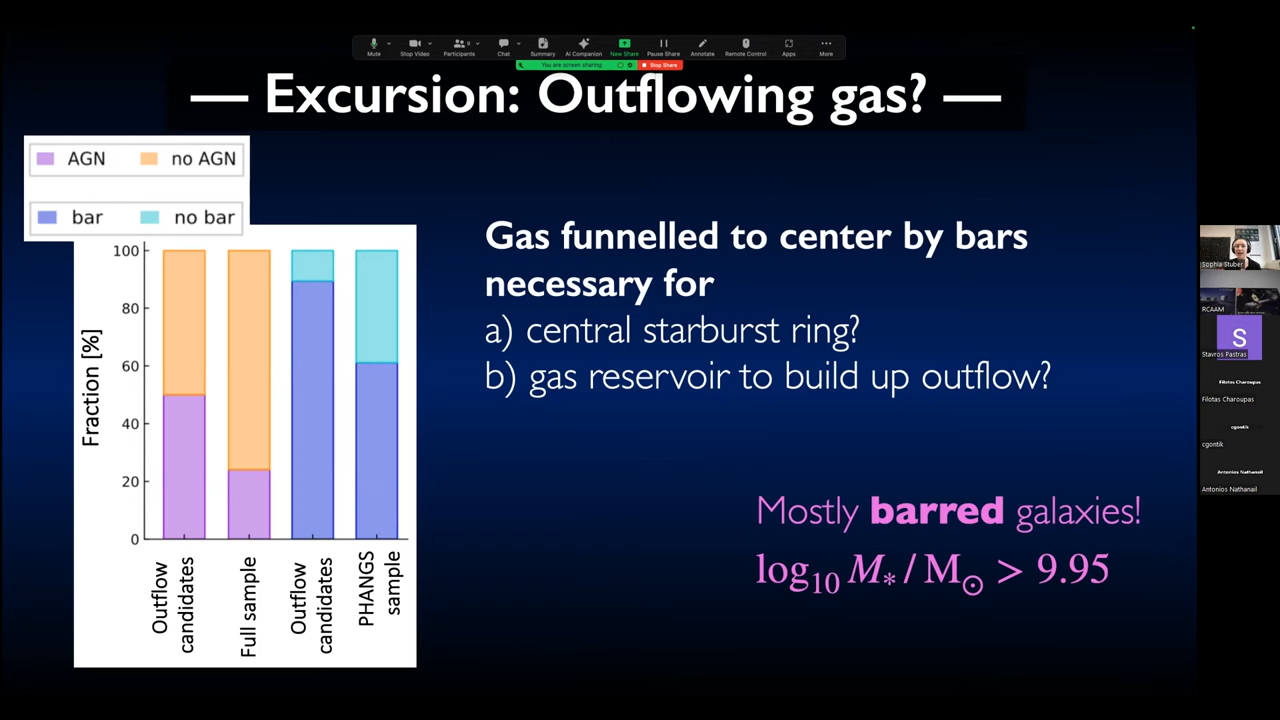 Mute
Stop Video
Participants
9
Chat
Summary
AI Companion
New Share
Pause Share
Annotate
Remote Control
Apps
More
You are screen sharing
Stop Share
— Excursion: Outflowing gas? —
AGN
no AGN
bar
no bar
Gas funnelled to center by bars
necessary for
a) central starburst ring?
b) gas reservoir to build up outflow?
Mostly barred galaxies!
log₁₀ M* / M☉ > 9.95
Fraction [%]
100
80
60
40
20
0
Outflow
candidates
Full sample
Outflow
candidates
PHANGS
sample
Sophia Stuber
RCAAM
S
Stavros Pastras
Filotas Charoupas
Filotas Charoupas
cgontik
cgontik
Antonios Nathanail
Antonios Nathanail